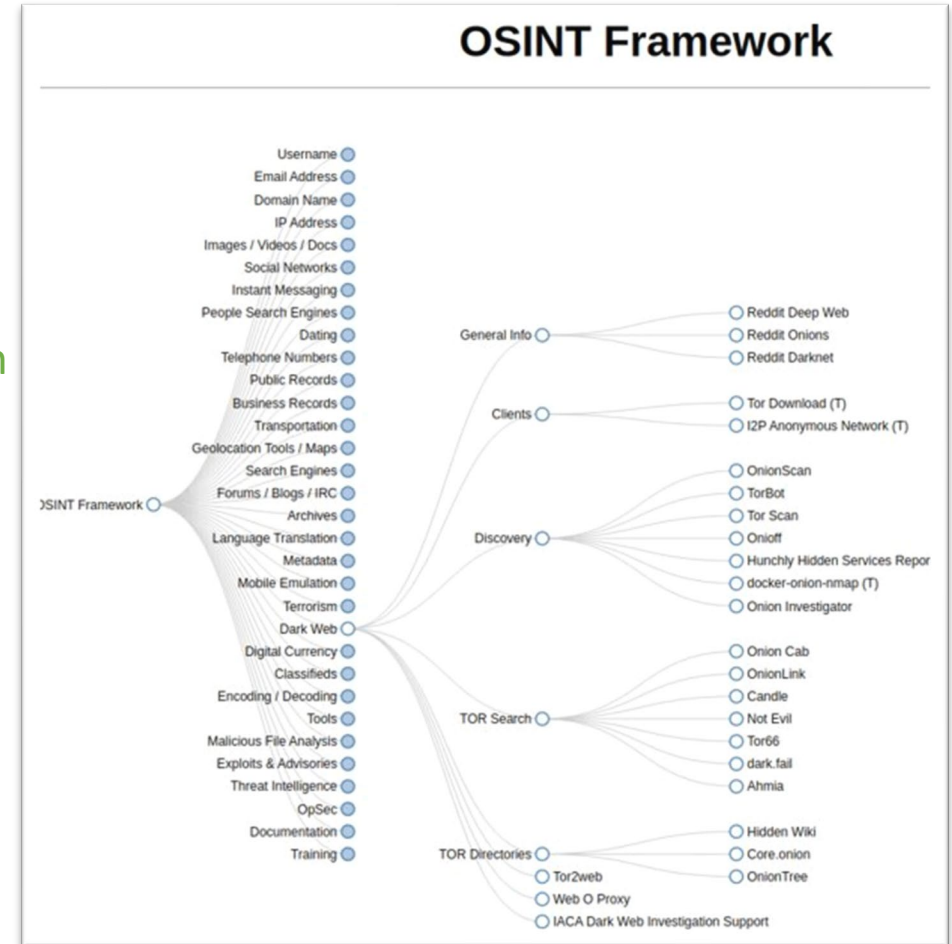 OSINT Framework
Username
Email Address
Domain Name
IP Address
Images / Videos / Docs
Social Networks
Instant Messaging
People Search Engines
Dating
Telephone Numbers
Public Records
Business Records
Transportation
Geolocation Tools / Maps
Search Engines
Forums / Blogs / IRC
OSINT Framework
Archives
Language Translation
Metadata
Mobile Emulation
Terrorism
Dark Web
Digital Currency
Classifieds
Encoding / Decoding
Tools
Malicious File Analysis
Exploits & Advisories
Threat Intelligence
OpSec
Documentation
Training
General Info
Reddit Deep Web
Reddit Onions
Reddit Darknet
Clients
Tor Download (T)
I2P Anonymous Network (T)
Discovery
OnionScan
TorBot
Tor Scan
Onioff
Hunchly Hidden Services Repor
docker-onion-nmap (T)
Onion Investigator
TOR Search
Onion Cab
OnionLink
Candle
Not Evil
Tor66
dark.fail
Ahmia
TOR Directories
Hidden Wiki
Core.onion
OnionTree
Tor2web
Web O Proxy
IACA Dark Web Investigation Support